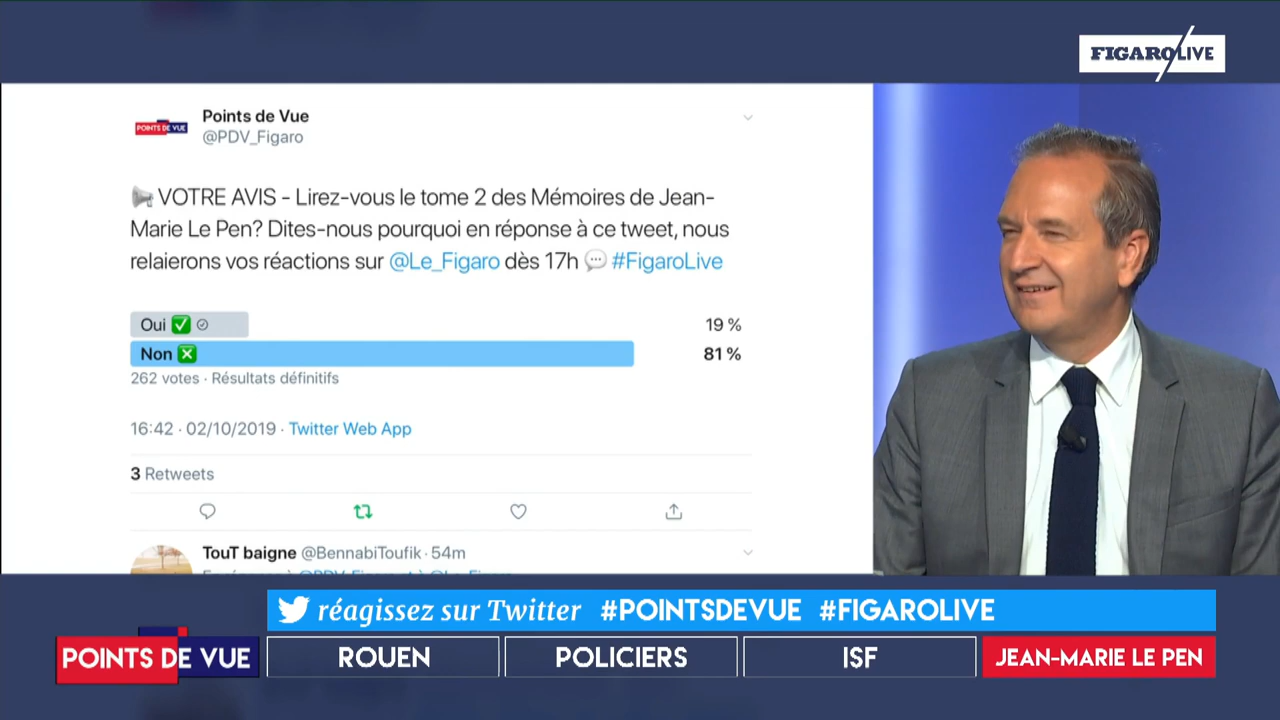 FIGAROLIVE
POINTS DE VUE
Points de Vue
@PDV_Figaro
VOTRE AVIS - Lirez-vous le tome 2 des Mémoires de Jean-
Marie Le Pen? Dites-nous pourquoi en réponse à ce tweet, nous
relaierons vos réactions sur @Le_Figaro dès 17h 💬 #FigaroLive
Oui ✅
19 %
Non ❎
81 %
262 votes · Résultats définitifs
16:42 · 02/10/2019 · Twitter Web App
3 Retweets
TouT baigne @BennabiToufik · 54m
réagissez sur Twitter #POINTSDEVUE #FIGAROLIVE
POINTS DE VUE
ROUEN
POLICIERS
ISF
JEAN-MARIE LE PEN